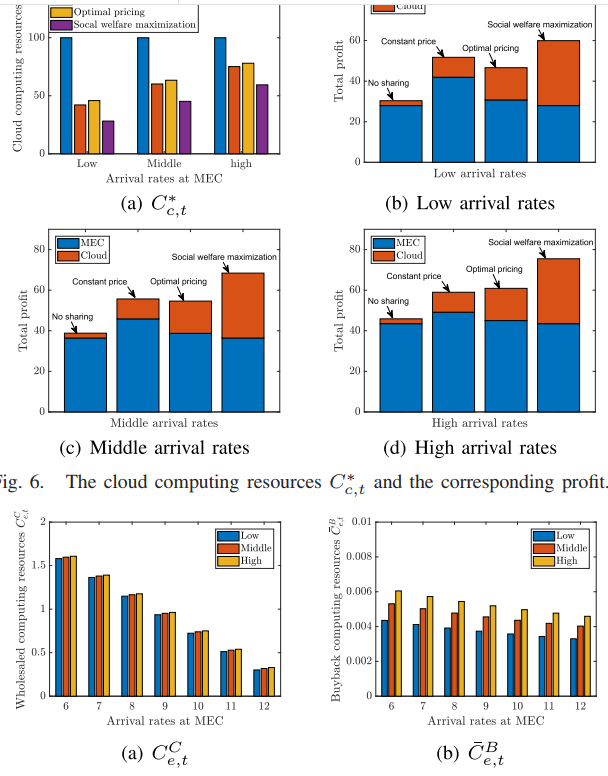 Optimal pricing
Socal welfare maximization
Cloud computing resources
100
50
0
Low
Middle
high
Arrival rates at MEC
(a) C*c,t
Cloud
Total profit
60
40
20
0
No sharing
Constant price
Optimal pricing
Social welfare maximization
Low arrival rates
(b) Low arrival rates
MEC
Cloud
Total profit
80
60
40
20
0
No sharing
Constant price
Optimal pricing
Social welfare maximization
Middle arrival rates
(c) Middle arrival rates
MEC
Cloud
Total profit
80
60
40
20
0
No sharing
Constant price
Optimal pricing
Social welfare maximization
High arrival rates
(d) High arrival rates
Fig. 6. The cloud computing resources C*c,t and the corresponding profit.
Wholesaled computing resources C^C_e,t
2
1.5
1
0.5
0
Low
Middle
High
6 7 8 9 10 11 12
Arrival rates at MEC
(a) C^C_e,t
Buyback computing resources C̄^B_e,t
0.01
0.008
0.006
0.004
0.002
0
Low
Middle
High
6 7 8 9 10 11 12
Arrival rates at MEC
(b) C̄^B_e,t